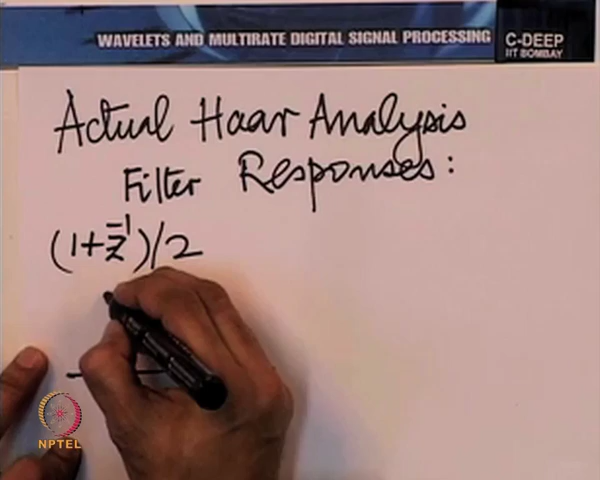 WAVELETS AND MULTIRATE DIGITAL SIGNAL PROCESSING
C-DEEP
IIT BOMBAY
Actual Haar Analysis
Filter Responses:
(1+z⁻¹)/2
NPTEL